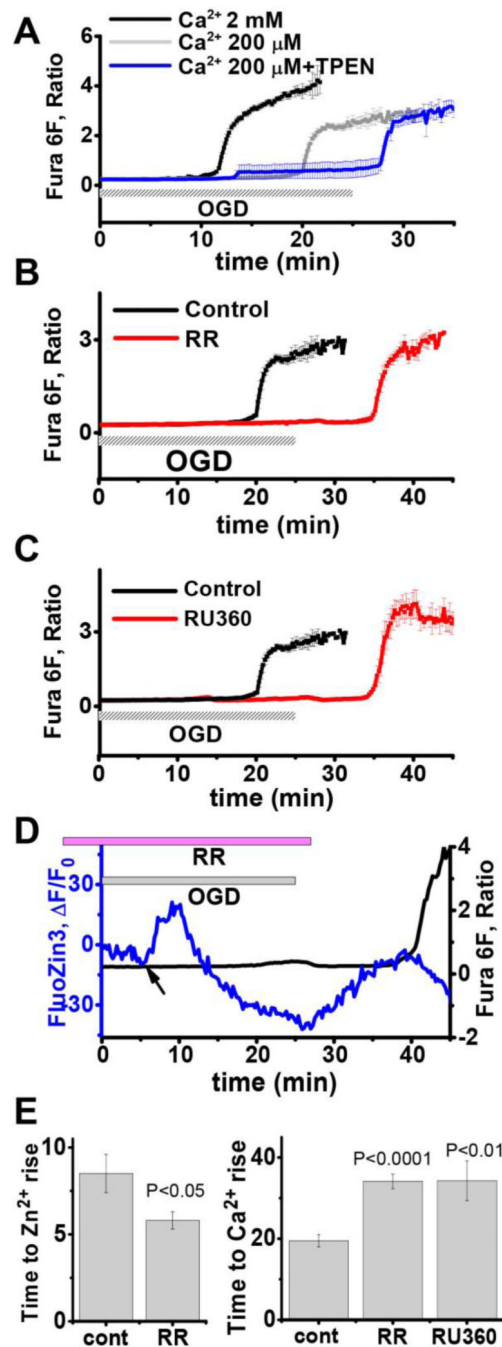 A
Ca²⁺ 2 mM
Ca²⁺ 200 μM
Ca²⁺ 200 μM+TPEN
Fura 6F, Ratio
6
4
2
0
OGD
0 10 20 30
time (min)
B
Control
RR
Fura 6F, Ratio
3
0
OGD
0 10 20 30 40
time (min)
C
Control
RU360
Fura 6F, Ratio
3
0
OGD
0 10 20 30 40
time (min)
D
RR
OGD
FluoZin3, ΔF/F₀
30
0
30
Fura 6F, Ratio
4
2
0
-2
0 10 20 30 40
time (min)
E
Time to Zn²⁺ rise
10
5
0
P<0.05
cont RR
Time to Ca²⁺ rise
40
20
0
P<0.0001
P<0.01
cont RR RU360